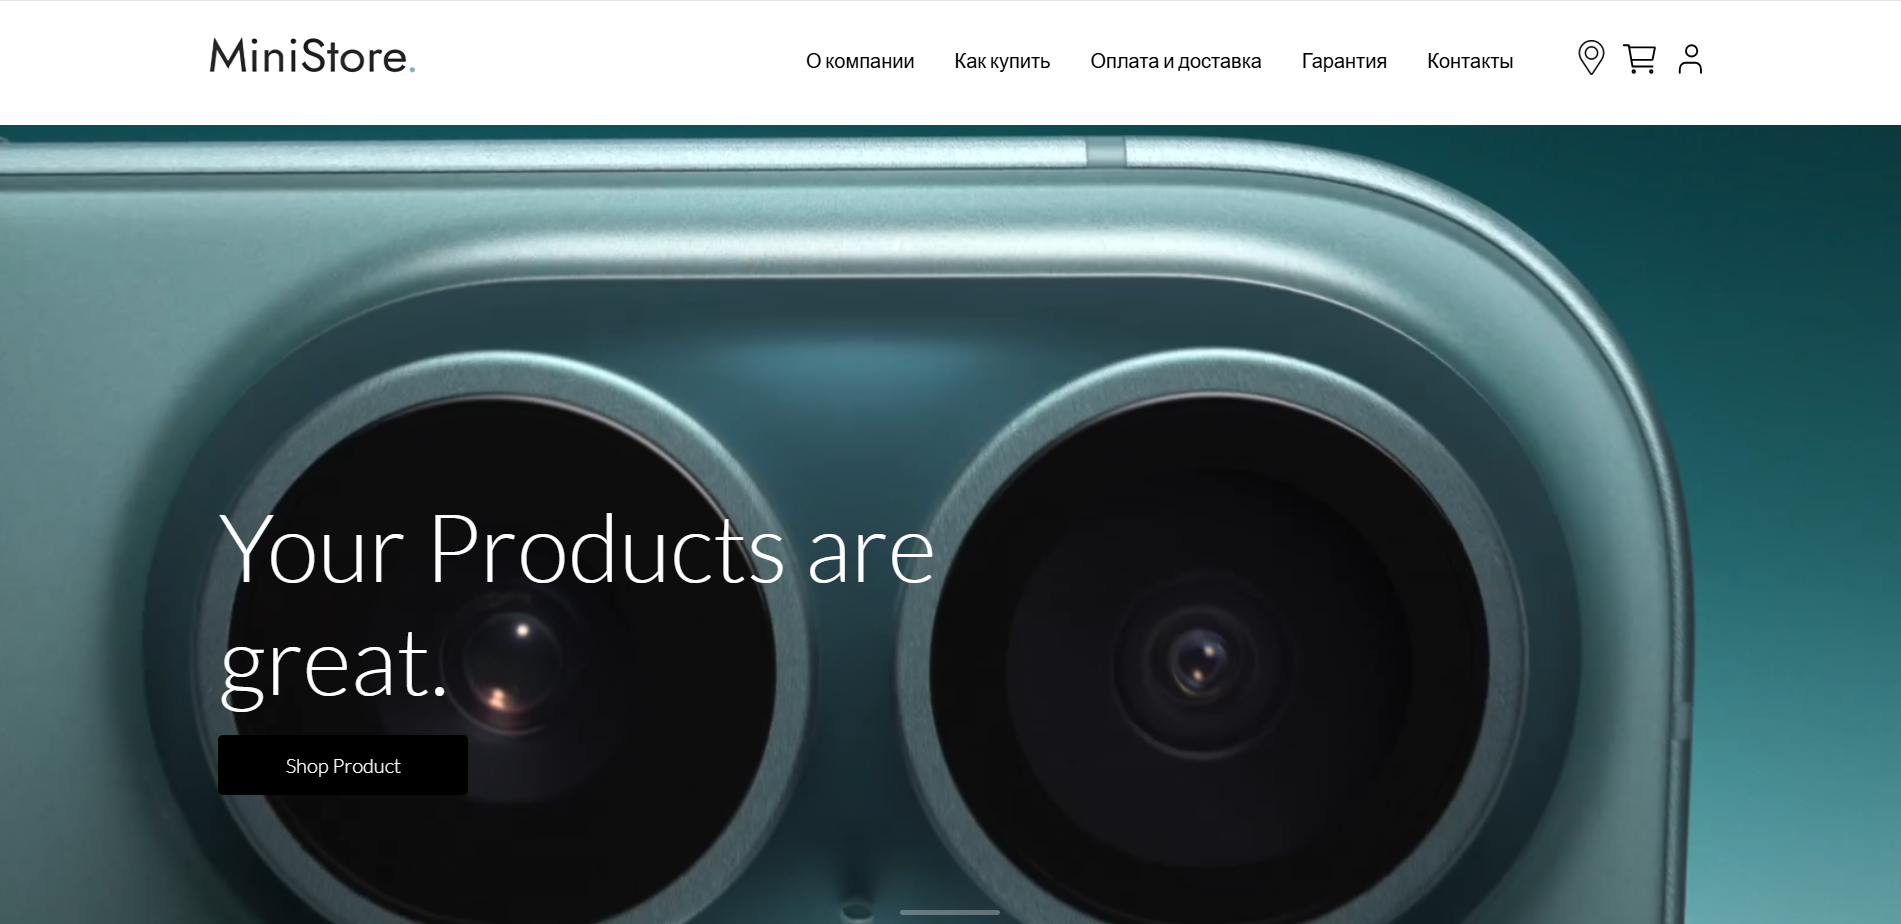 MiniStore.
О компании Как купить Оплата и доставка Гарантия Контакты
Your Products are
great.
Shop Product